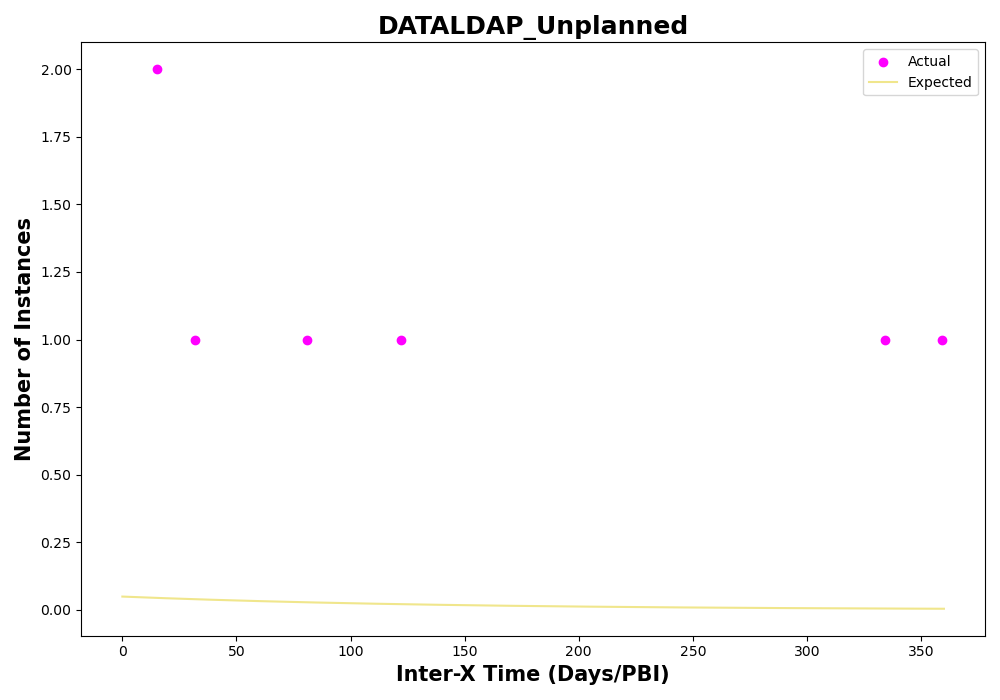 DATALDAP_Unplanned
Actual
Expected
2.00
1.75
1.50
1.25
1.00
0.75
0.50
0.25
0.00
Number of Instances
0 50 100 150 200 250 300 350
Inter-X Time (Days/PBI)